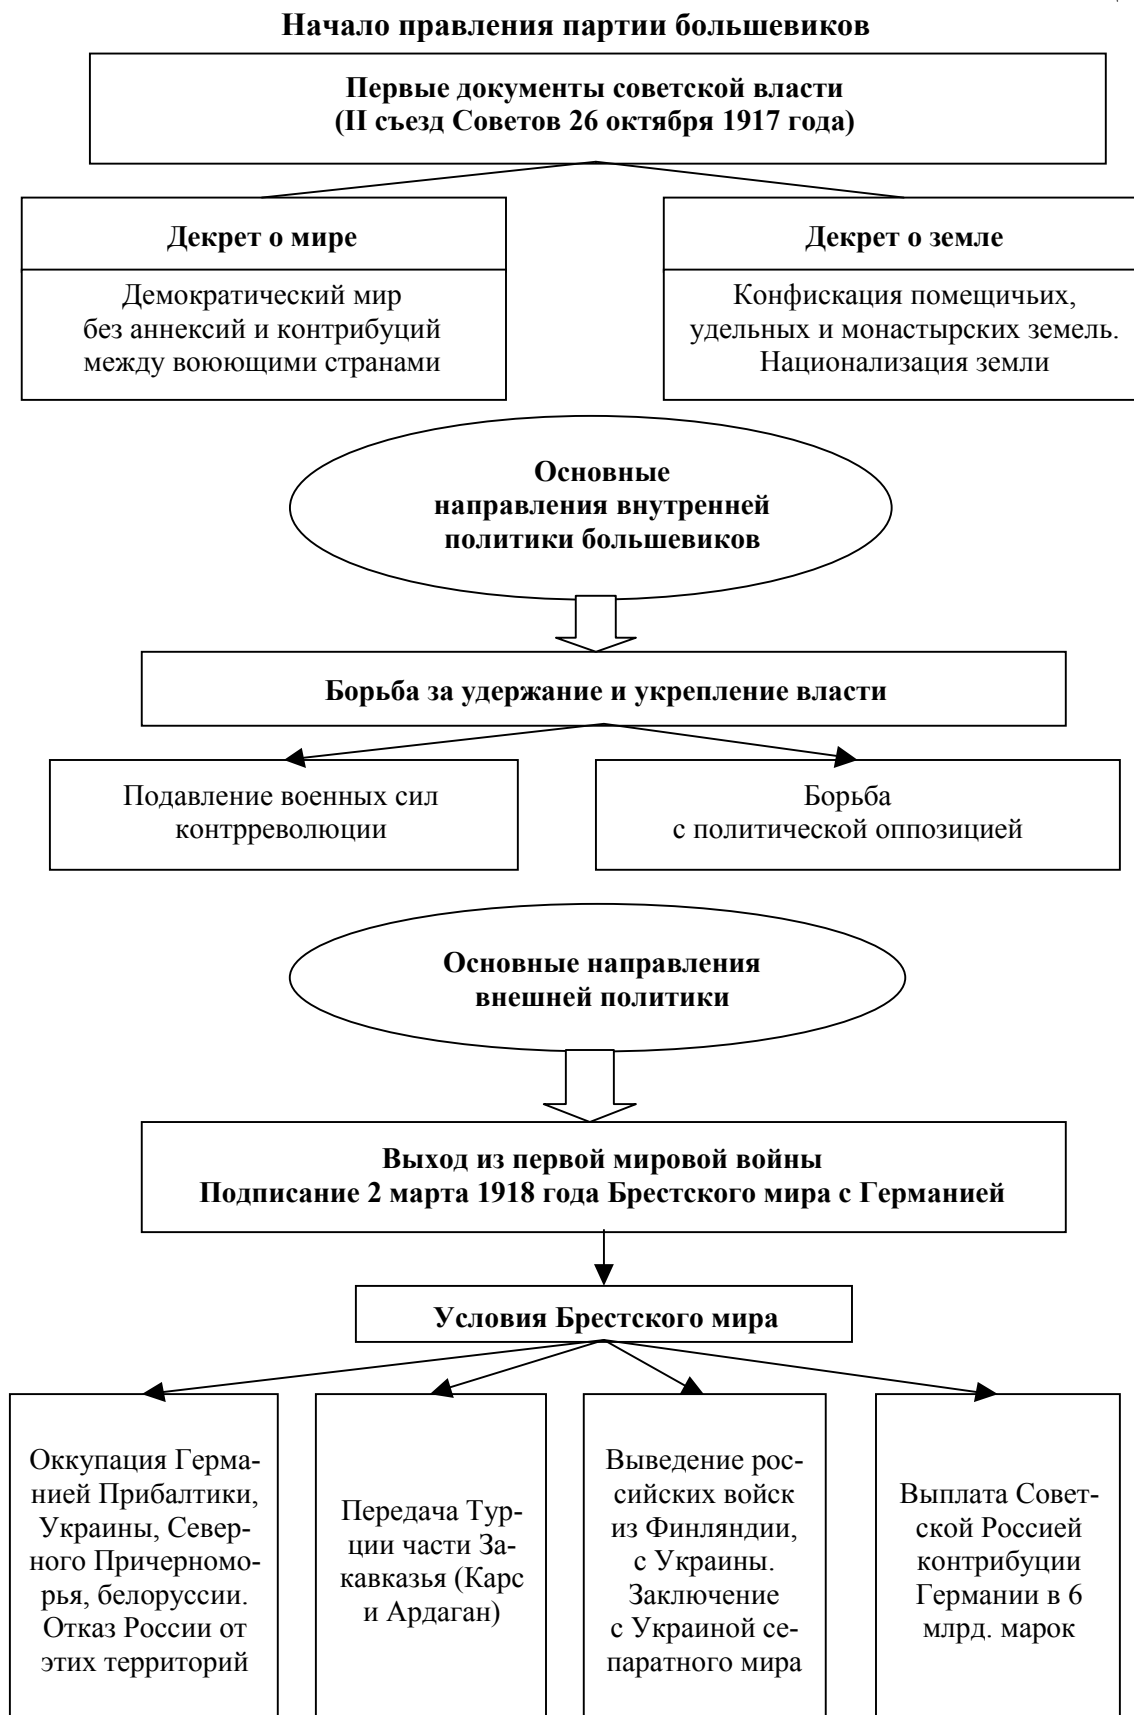 Начало правления партии большевиков
Первые документы советской власти
(II съезд Советов 26 октября 1917 года)
Декрет о мире
Демократический мир
без аннексий и контрибуций
между воюющими странами
Декрет о земле
Конфискация помещичьих,
удельных и монастырских земель.
Национализация земли
Основные
направления внутренней
политики большевиков
Борьба за удержание и укрепление власти
Подавление военных сил
контрреволюции
Борьба
с политической оппозицией
Основные направления
внешней политики
Выход из первой мировой войны
Подписание 2 марта 1918 года Брестского мира с Германией
Условия Брестского мира
Оккупация Герма-
нией Прибалтики,
Украины, Север-
ного Причерномо-
рья, белоруссии.
Отказ России от
этих территорий
Передача Тур-
ции части За-
кавказья (Карс
и Ардаган)
Выведение рос-
сийских войск
из Финляндии,
с Украины.
Заключение
с Украиной се-
паратного мира
Выплата Совет-
ской Россией
контрибуции
Германии в 6
млрд. марок